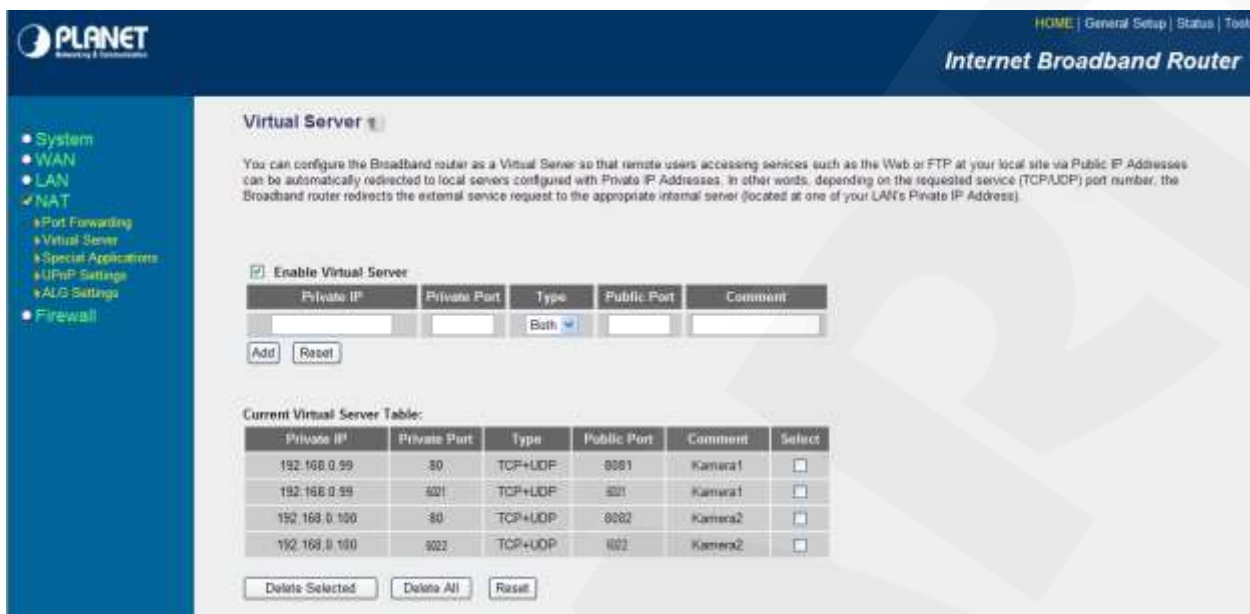 PLANET
Networking & Communication
HOME | General Setup | Status | Tools
Internet Broadband Router
System
WAN
LAN
NAT
Port Forwarding
Virtual Server
Special Applications
UPnP Settings
ALG Settings
Firewall
Virtual Server
You can configure the Broadband router as a Virtual Server so that remote users accessing services such as the Web or FTP at your local site via Public IP Addresses
can be automatically redirected to local servers configured with Private IP Addresses. In other words, depending on the requested service (TCP/UDP) port number, the
Broadband router redirects the external service request to the appropriate internal server (located at one of your LAN's Private IP Address).
Enable Virtual Server
Private IP Private Port Type Public Port Comment
Both
Add Reset
Current Virtual Server Table:
Private IP Private Port Type Public Port Comment Select
192.168.0.99 80 TCP+UDP 8081 Kamera1
192.168.0.99 6021 TCP+UDP 6021 Kamera1
192.168.0.100 80 TCP+UDP 8082 Kamera2
192.168.0.100 6022 TCP+UDP 6022 Kamera2
Delete Selected Delete All Reset